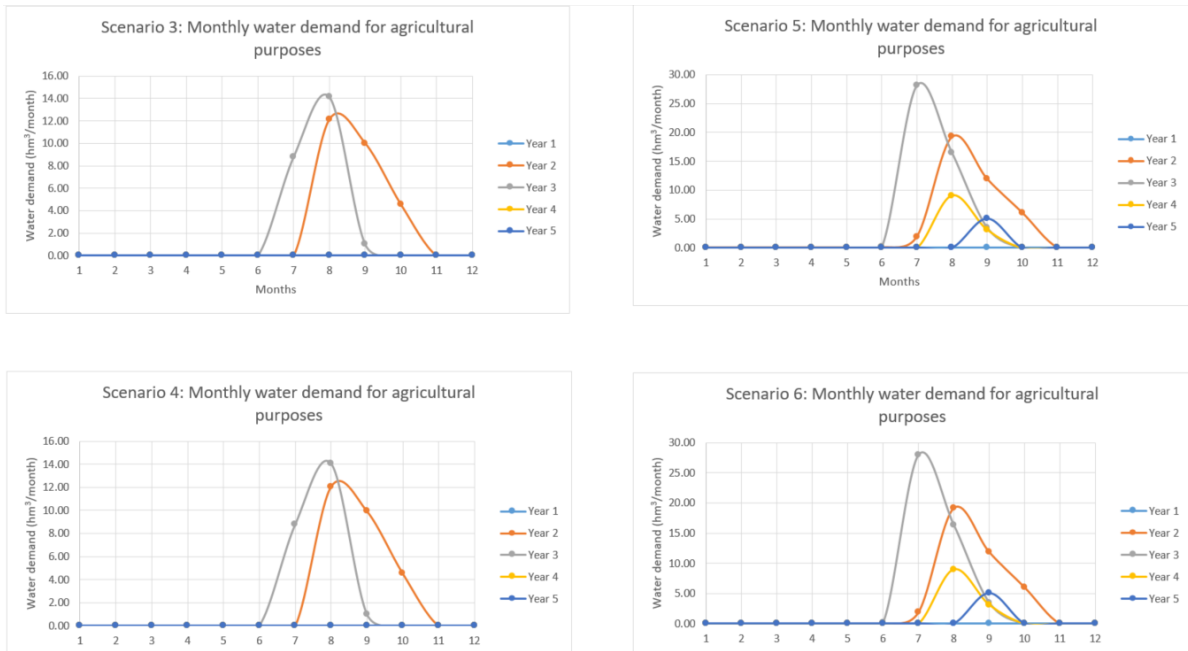 Scenario 3: Monthly water demand for agricultural
purposes
Water demand (hm³/month)
16.00
14.00
12.00
10.00
8.00
6.00
4.00
2.00
0.00
1 2 3 4 5 6 7 8 9 10 11 12
Months
Year 1
Year 2
Year 3
Year 4
Year 5
Scenario 5: Monthly water demand for agricultural
purposes
Water demand (hm³/month)
30.00
25.00
20.00
15.00
10.00
5.00
0.00
1 2 3 4 5 6 7 8 9 10 11 12
Months
Year 1
Year 2
Year 3
Year 4
Year 5
Scenario 4: Monthly water demand for agricultural
purposes
Water demand (hm³/month)
16.00
14.00
12.00
10.00
8.00
6.00
4.00
2.00
0.00
1 2 3 4 5 6 7 8 9 10 11 12
Year 1
Year 2
Year 3
Year 4
Year 5
Scenario 6: Monthly water demand for agricultural
purposes
Water demand (hm³/month)
30.00
25.00
20.00
15.00
10.00
5.00
0.00
1 2 3 4 5 6 7 8 9 10 11 12
Year 1
Year 2
Year 3
Year 4
Year 5